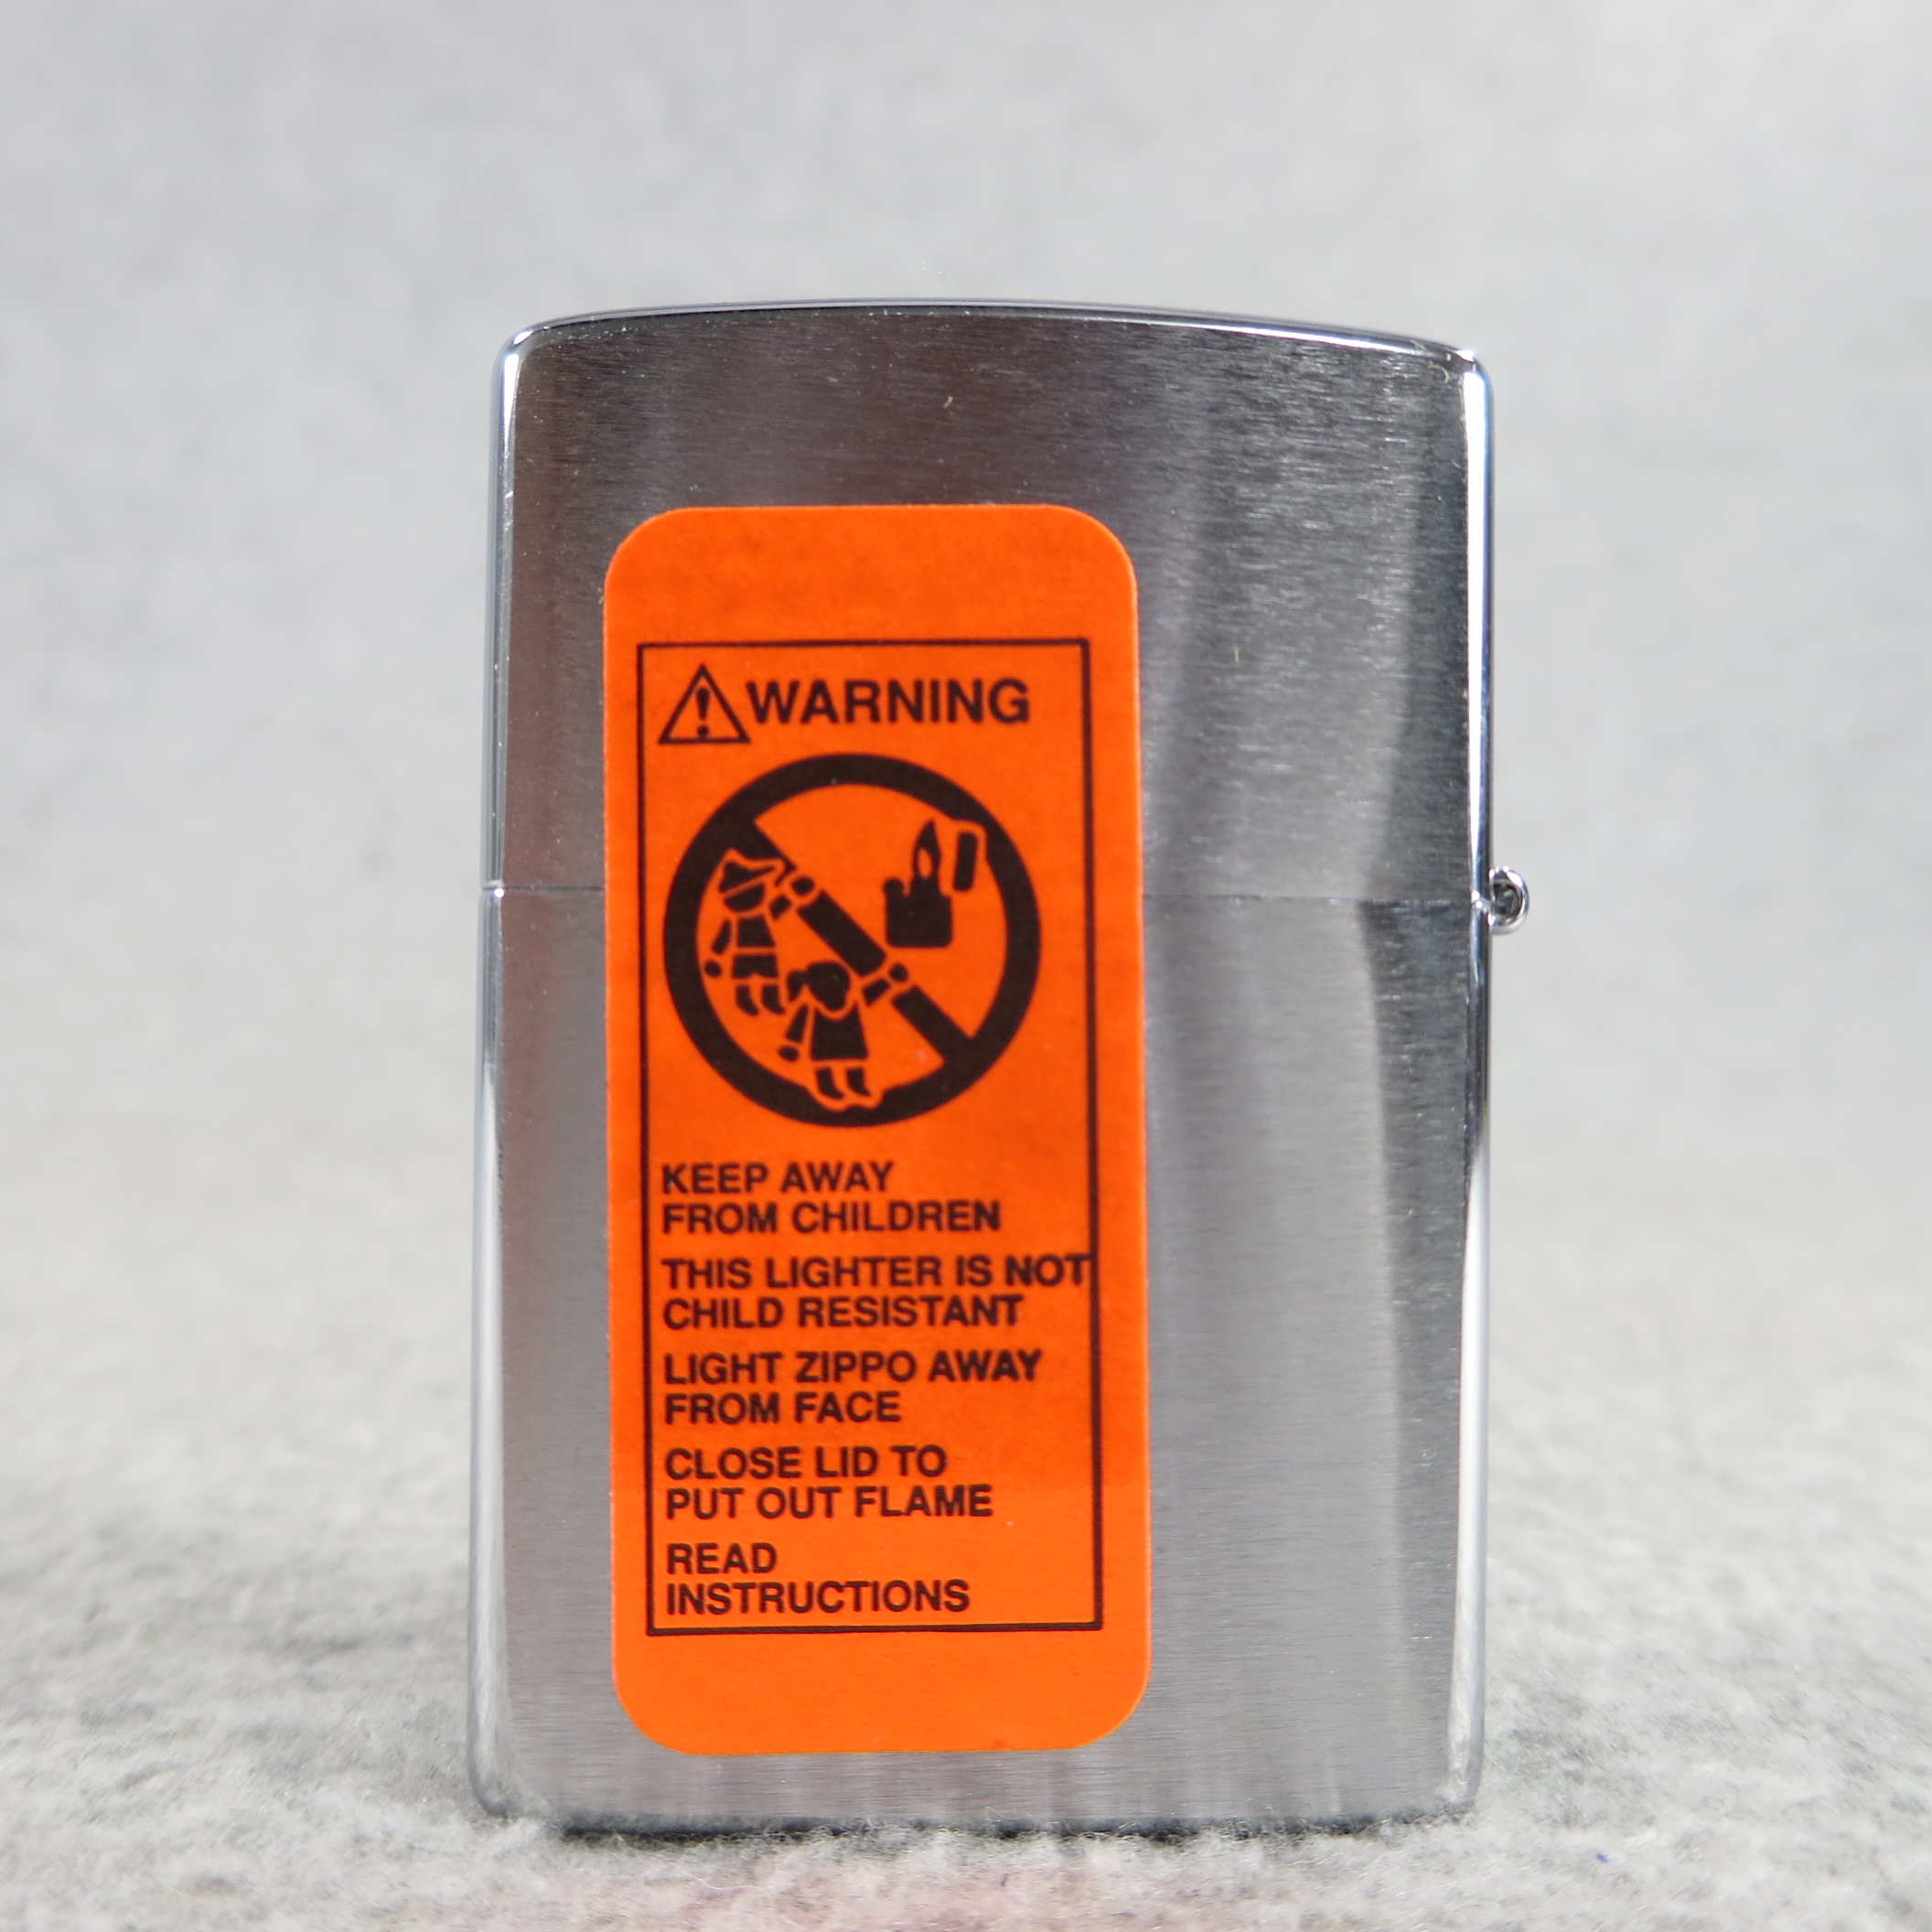 WARNING
KEEP AWAY
FROM CHILDREN
THIS LIGHTER IS NOT
CHILD RESISTANT
LIGHT ZIPPO AWAY
FROM FACE
CLOSE LID TO
PUT OUT FLAME
READ
INSTRUCTIONS